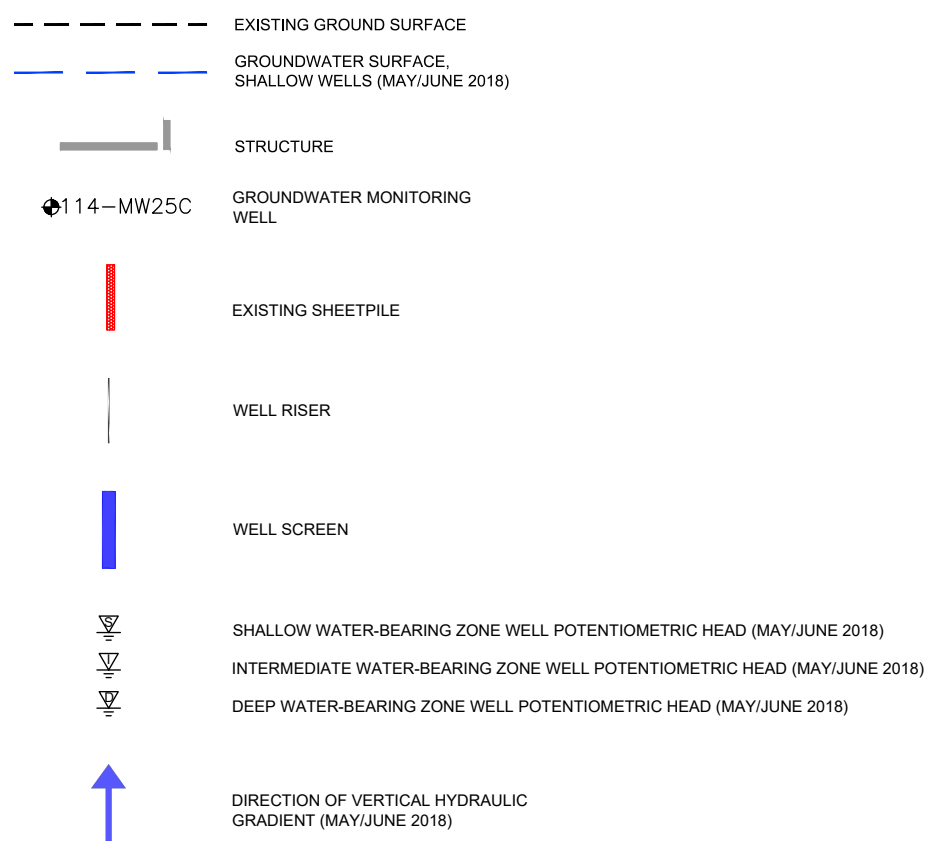 EXISTING GROUND SURFACE
GROUNDWATER SURFACE,
SHALLOW WELLS (MAY/JUNE 2018)
STRUCTURE
114-MW25C
GROUNDWATER MONITORING
WELL
EXISTING SHEETPILE
WELL RISER
WELL SCREEN
S
SHALLOW WATER-BEARING ZONE WELL POTENTIOMETRIC HEAD (MAY/JUNE 2018)
I
INTERMEDIATE WATER-BEARING ZONE WELL POTENTIOMETRIC HEAD (MAY/JUNE 2018)
D
DEEP WATER-BEARING ZONE WELL POTENTIOMETRIC HEAD (MAY/JUNE 2018)
DIRECTION OF VERTICAL HYDRAULIC
GRADIENT (MAY/JUNE 2018)